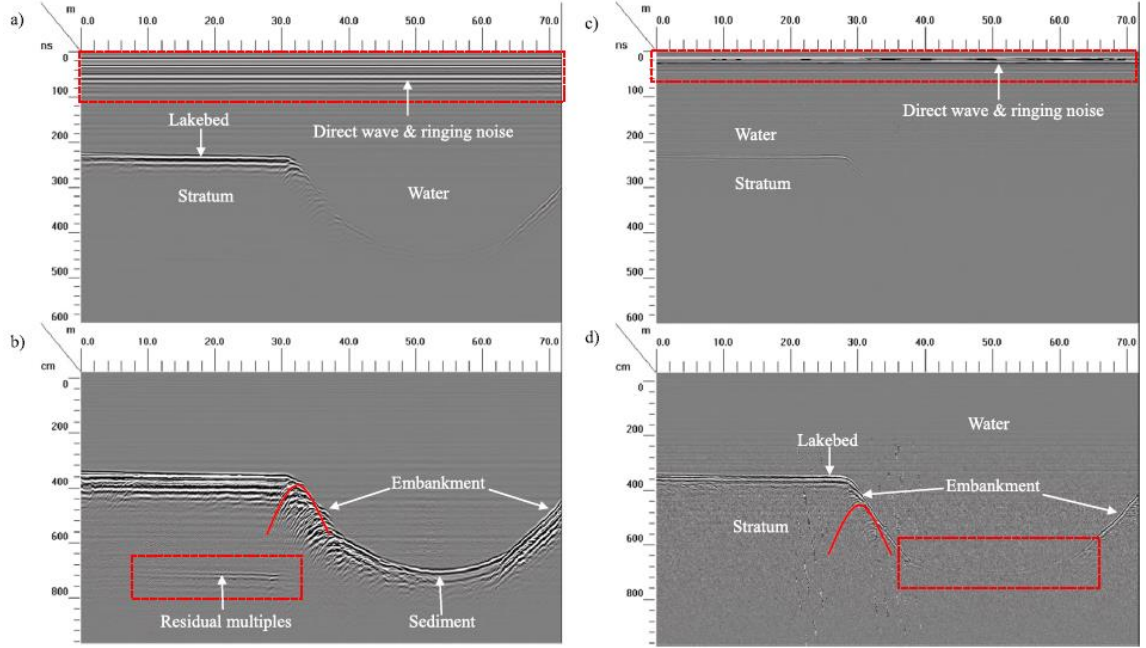 a)
m
0.0 10.0 20.0 30.0 40.0 50.0 60.0 70.0
ns
0
100
200
300
400
500
600
Direct wave & ringing noise
Lakebed
Stratum
Water
c)
m
0.0 10.0 20.0 30.0 40.0 50.0 60.0 70.0
ns
0
100
200
300
400
500
600
Direct wave & ringing noise
Water
Stratum
b)
m
0.0 10.0 20.0 30.0 40.0 50.0 60.0 70.0
cm
0
200
400
600
800
Embankment
Residual multiples
Sediment
d)
m
0.0 10.0 20.0 30.0 40.0 50.0 60.0 70.0
cm
0
200
400
600
800
Water
Lakebed
Embankment
Stratum